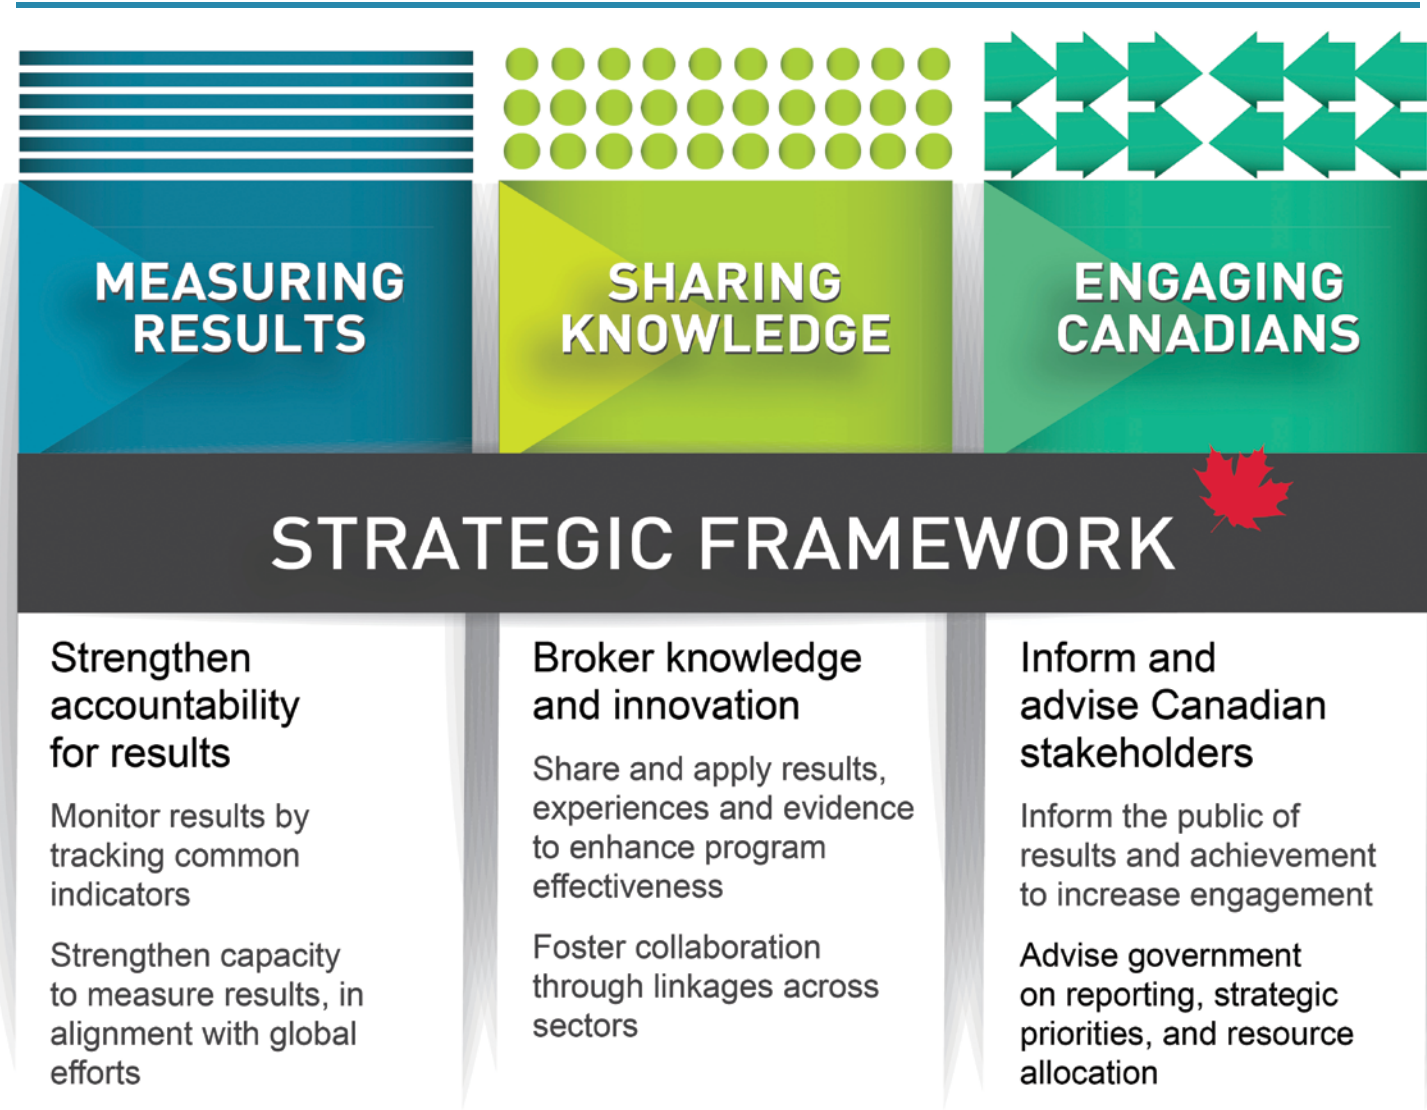 MEASURING
RESULTS
SHARING
KNOWLEDGE
ENGAGING
CANADIANS
STRATEGIC FRAMEWORK
Strengthen
accountability
for results
Monitor results by
tracking common
indicators
Strengthen capacity
to measure results, in
alignment with global
efforts
Broker knowledge
and innovation
Share and apply results,
experiences and evidence
to enhance program
effectiveness
Foster collaboration
through linkages across
sectors
Inform and
advise Canadian
stakeholders
Inform the public of
results and achievement
to increase engagement
Advise government
on reporting, strategic
priorities, and resource
allocation